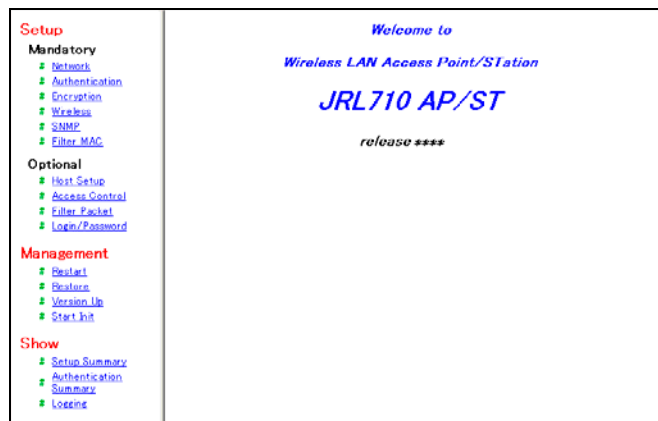 Setup
Mandatory
Network
Authentication
Encryption
Wireless
SNMP
Filter MAC
Optional
Host Setup
Access Control
Filter Packet
Login/Password
Management
Restart
Restore
Version Up
Start Init
Show
Setup Summary
Authentication
Summary
Logging
Welcome to
Wireless LAN Access Point/STation
JRL710 AP/ST
release ****